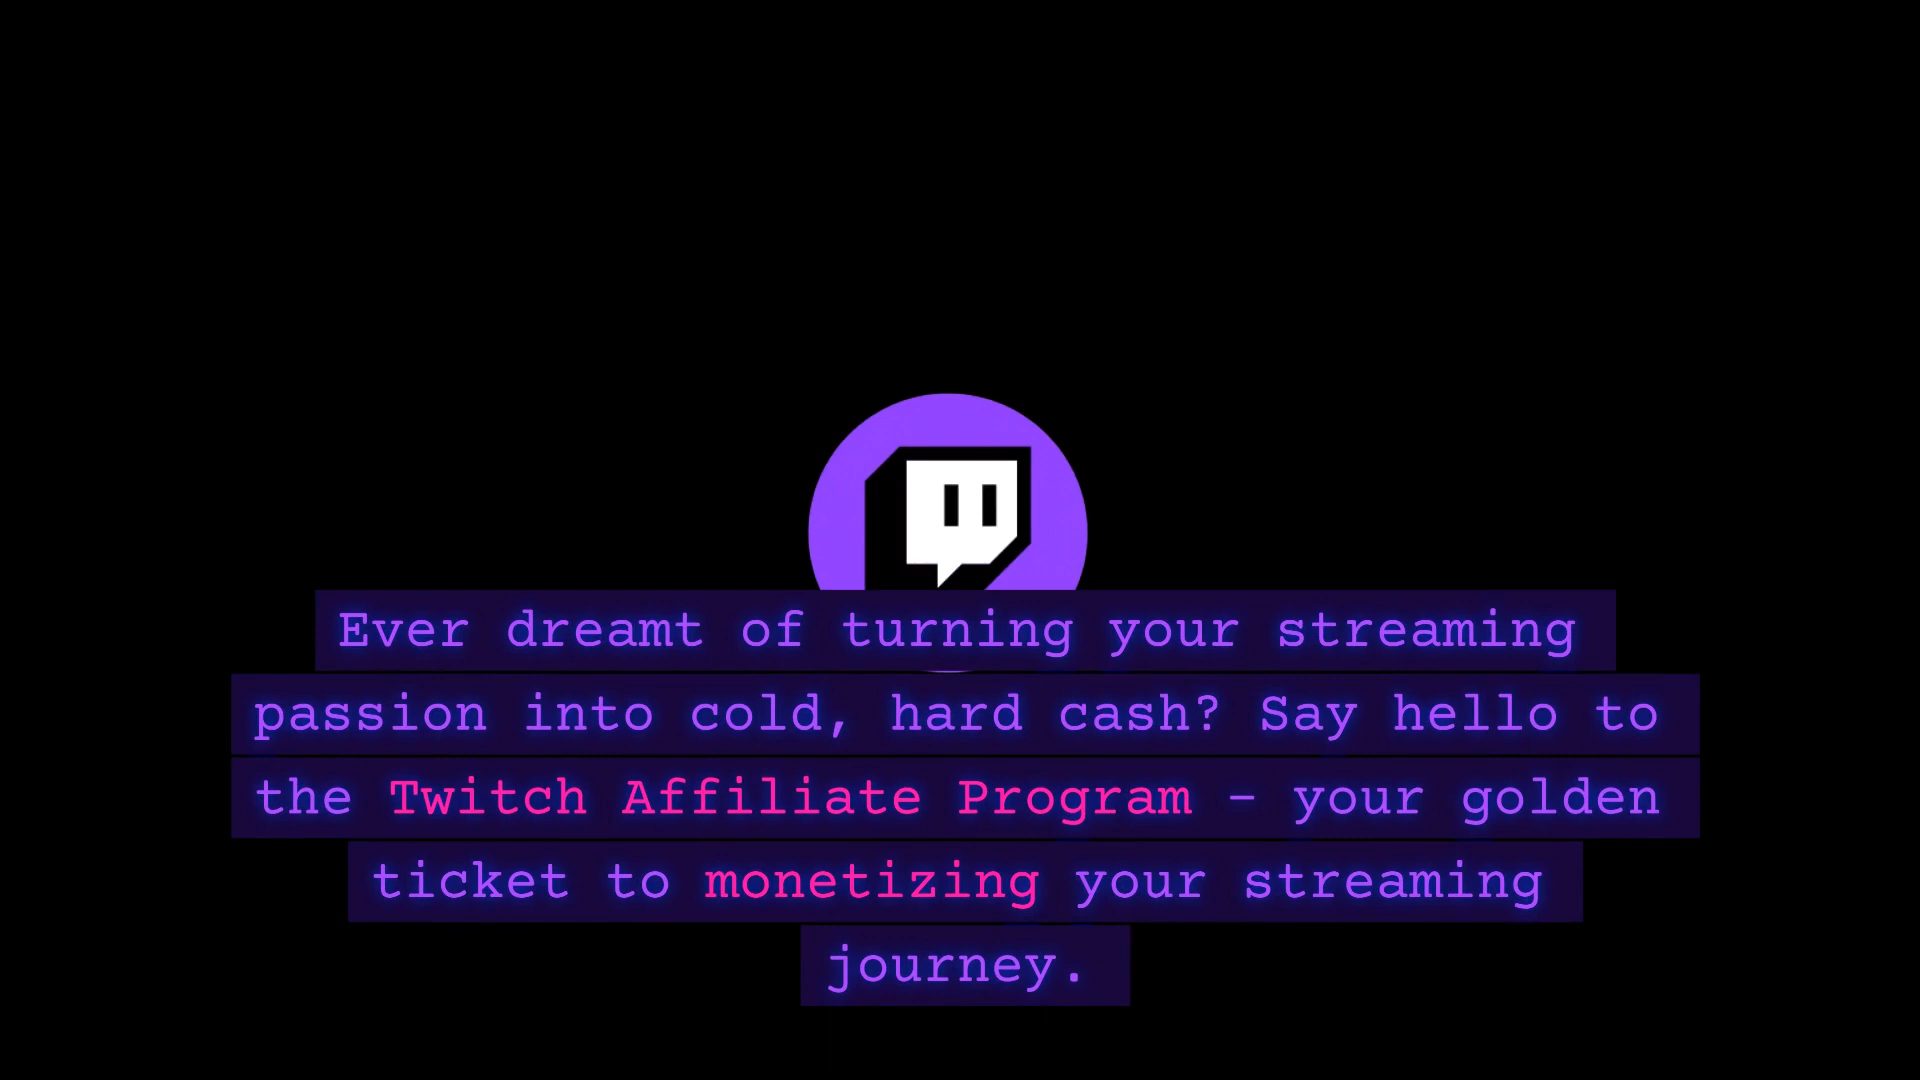 Ever dreamt of turning your streaming
passion into cold, hard cash? Say hello to
the Twitch Affiliate Program – your golden
ticket to monetizing your streaming
journey.